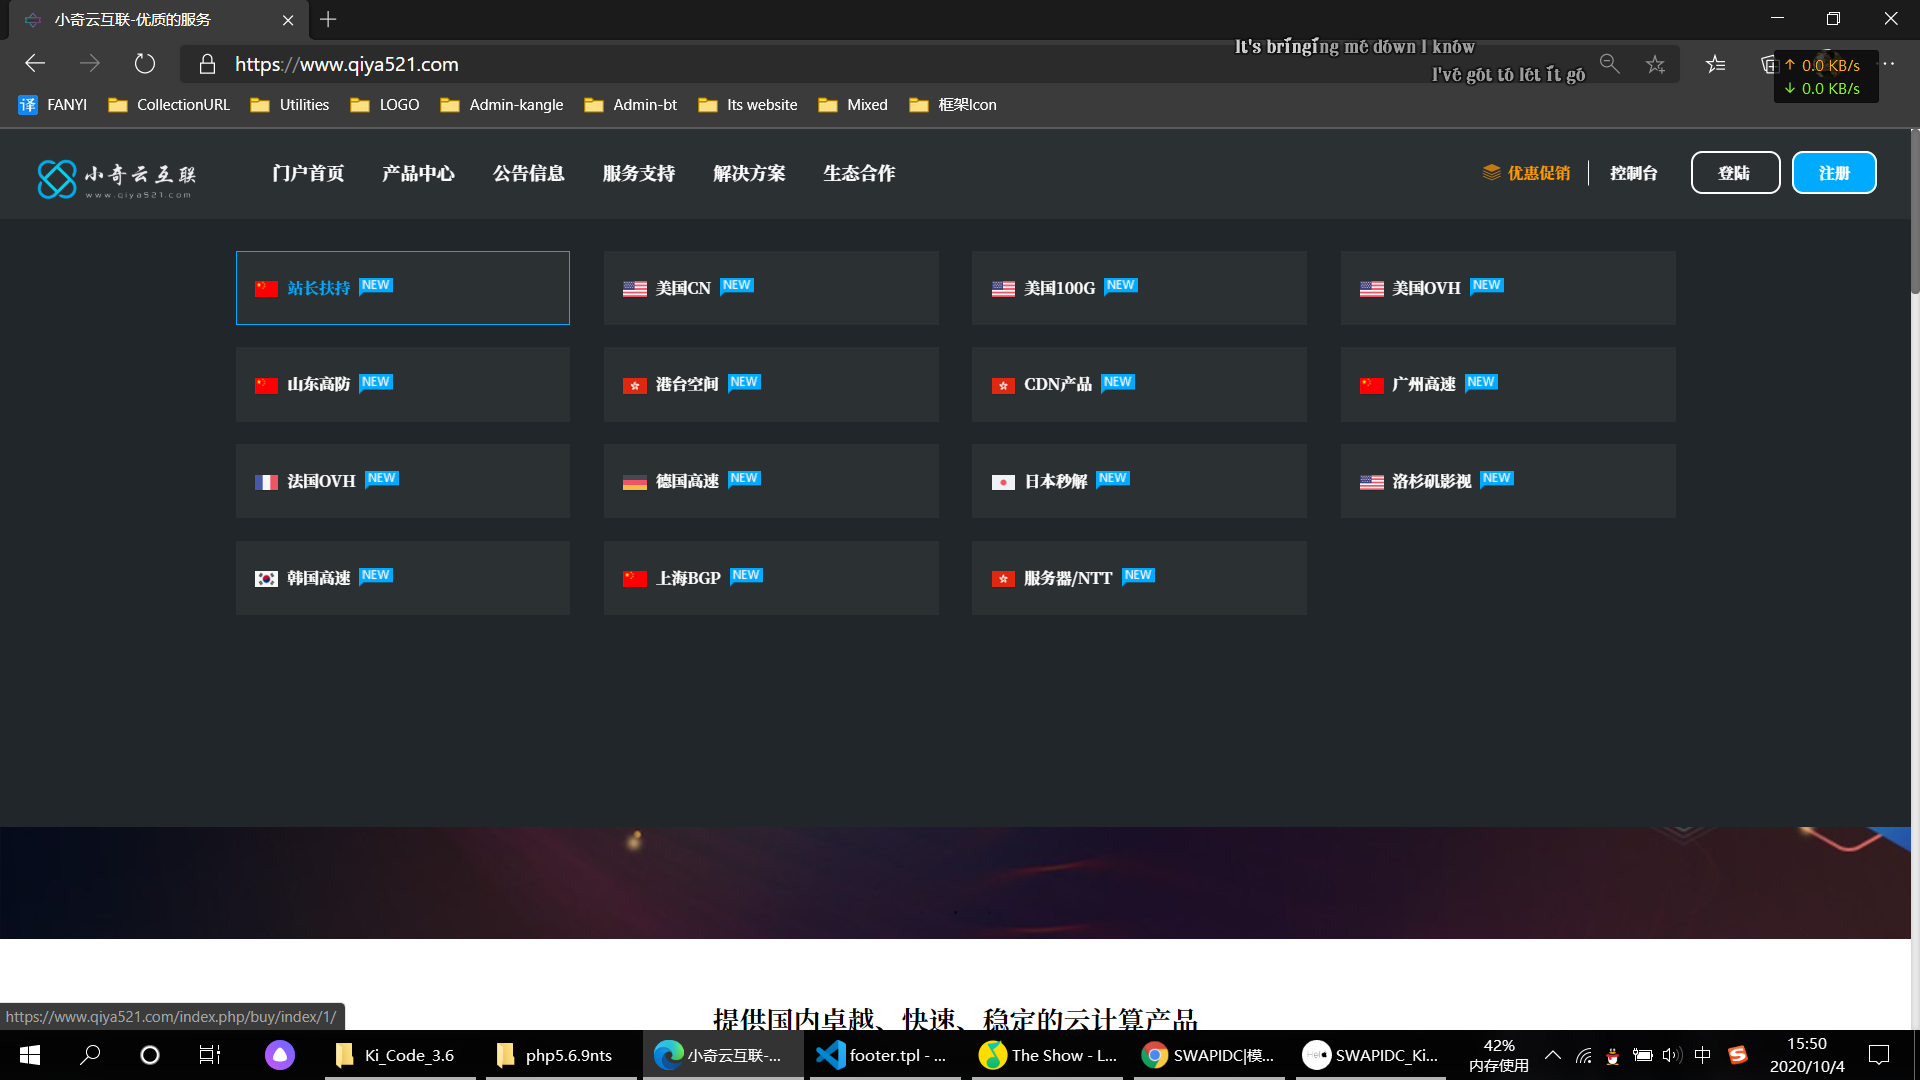 小奇云互联-优质的服务
It's bringing me down I know
https://www.qiya521.com
I've got to let it go
↑ 0.0 KB/s
↓ 0.0 KB/s
译 FANYI CollectionURL Utilities LOGO Admin-kangle Admin-bt Its website Mixed 框架Icon
小奇云互联
www.qiya521.com
门户首页 产品中心 公告信息 服务支持 解决方案 生态合作 优惠促销 控制台 登陆 注册
站长扶持 NEW 美国CN NEW 美国100G NEW 美国OVH NEW
山东高防 NEW 港台空间 NEW CDN产品 NEW 广州高速 NEW
法国OVH NEW 德国高速 NEW 日本秒解 NEW 洛杉矶影视 NEW
韩国高速 NEW 上海BGP NEW 服务器/NTT NEW
提供国内卓越、快速、稳定的云计算产品
https://www.qiya521.com/index.php/buy/index/1/
Ki_Code_3.6 php5.6.9nts 小奇云互联-... footer.tpl - ... The Show - L... SWAPIDC|模... SWAPIDC_Ki...
42%
内存使用
中
15:50
2020/10/4